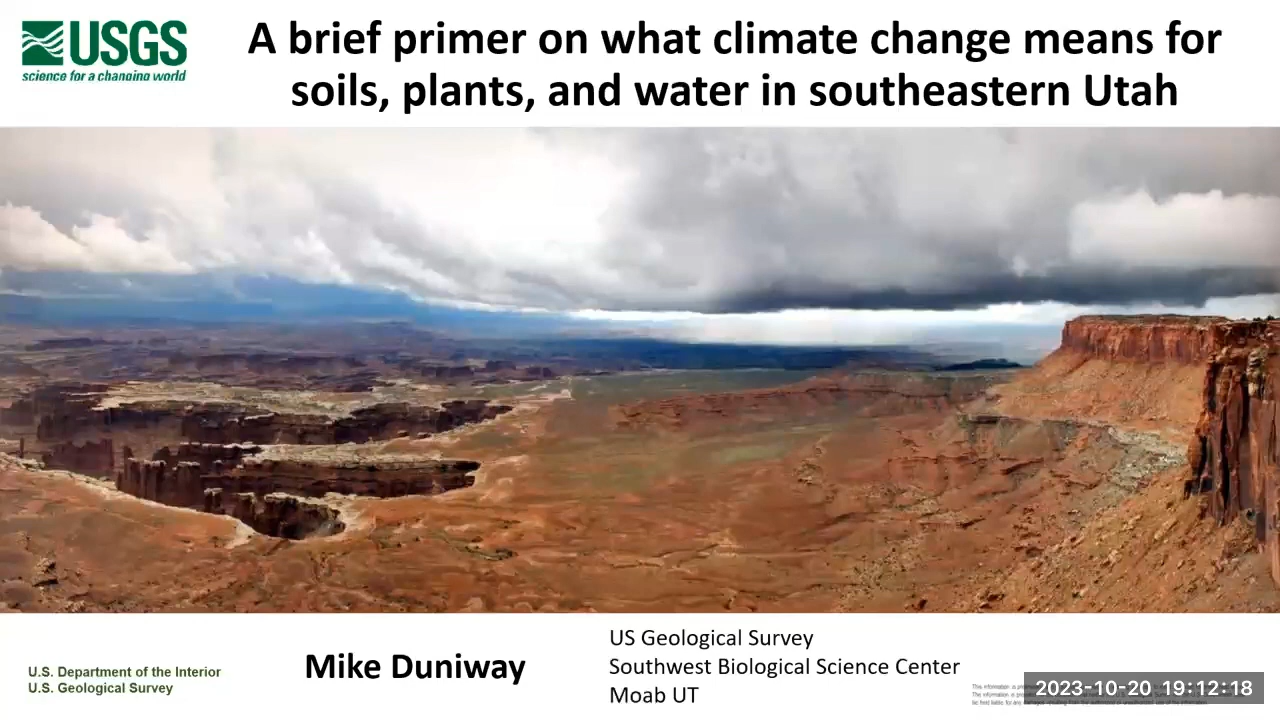 USGS
science for a changing world
A brief primer on what climate change means for
soils, plants, and water in southeastern Utah
U.S. Department of the Interior
U.S. Geological Survey
Mike Duniway
US Geological Survey
Southwest Biological Science Center
Moab UT
2023-10-20 19:12:18